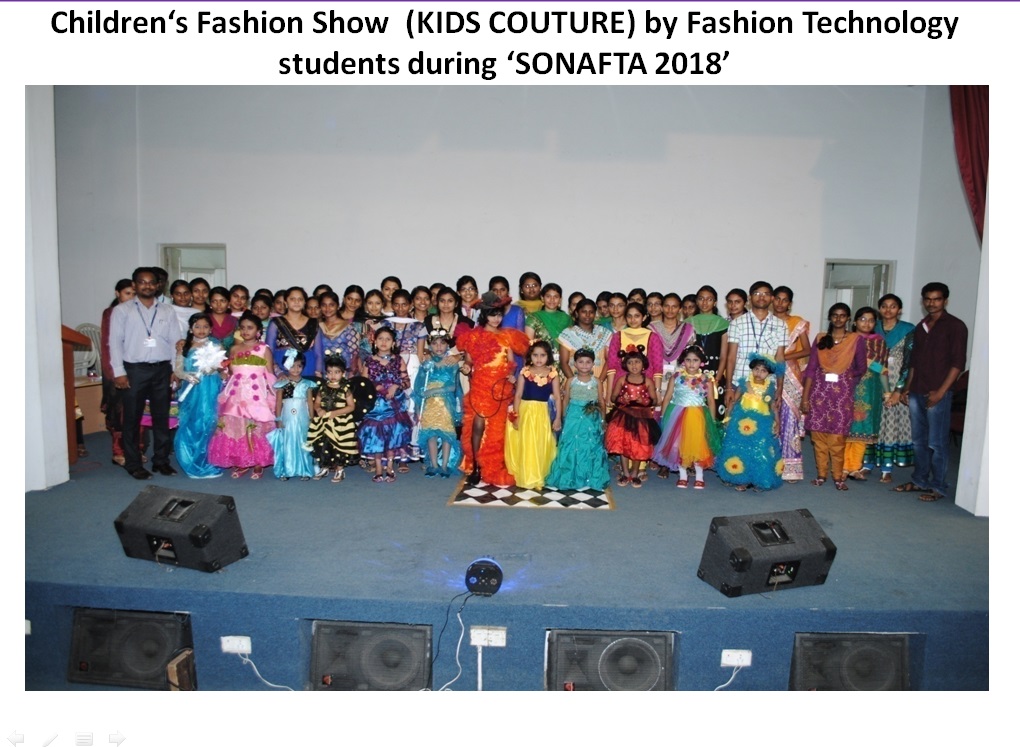 Children‘s Fashion Show  (KIDS COUTURE) by Fashion Technology
students during ‘SONAFTA 2018’